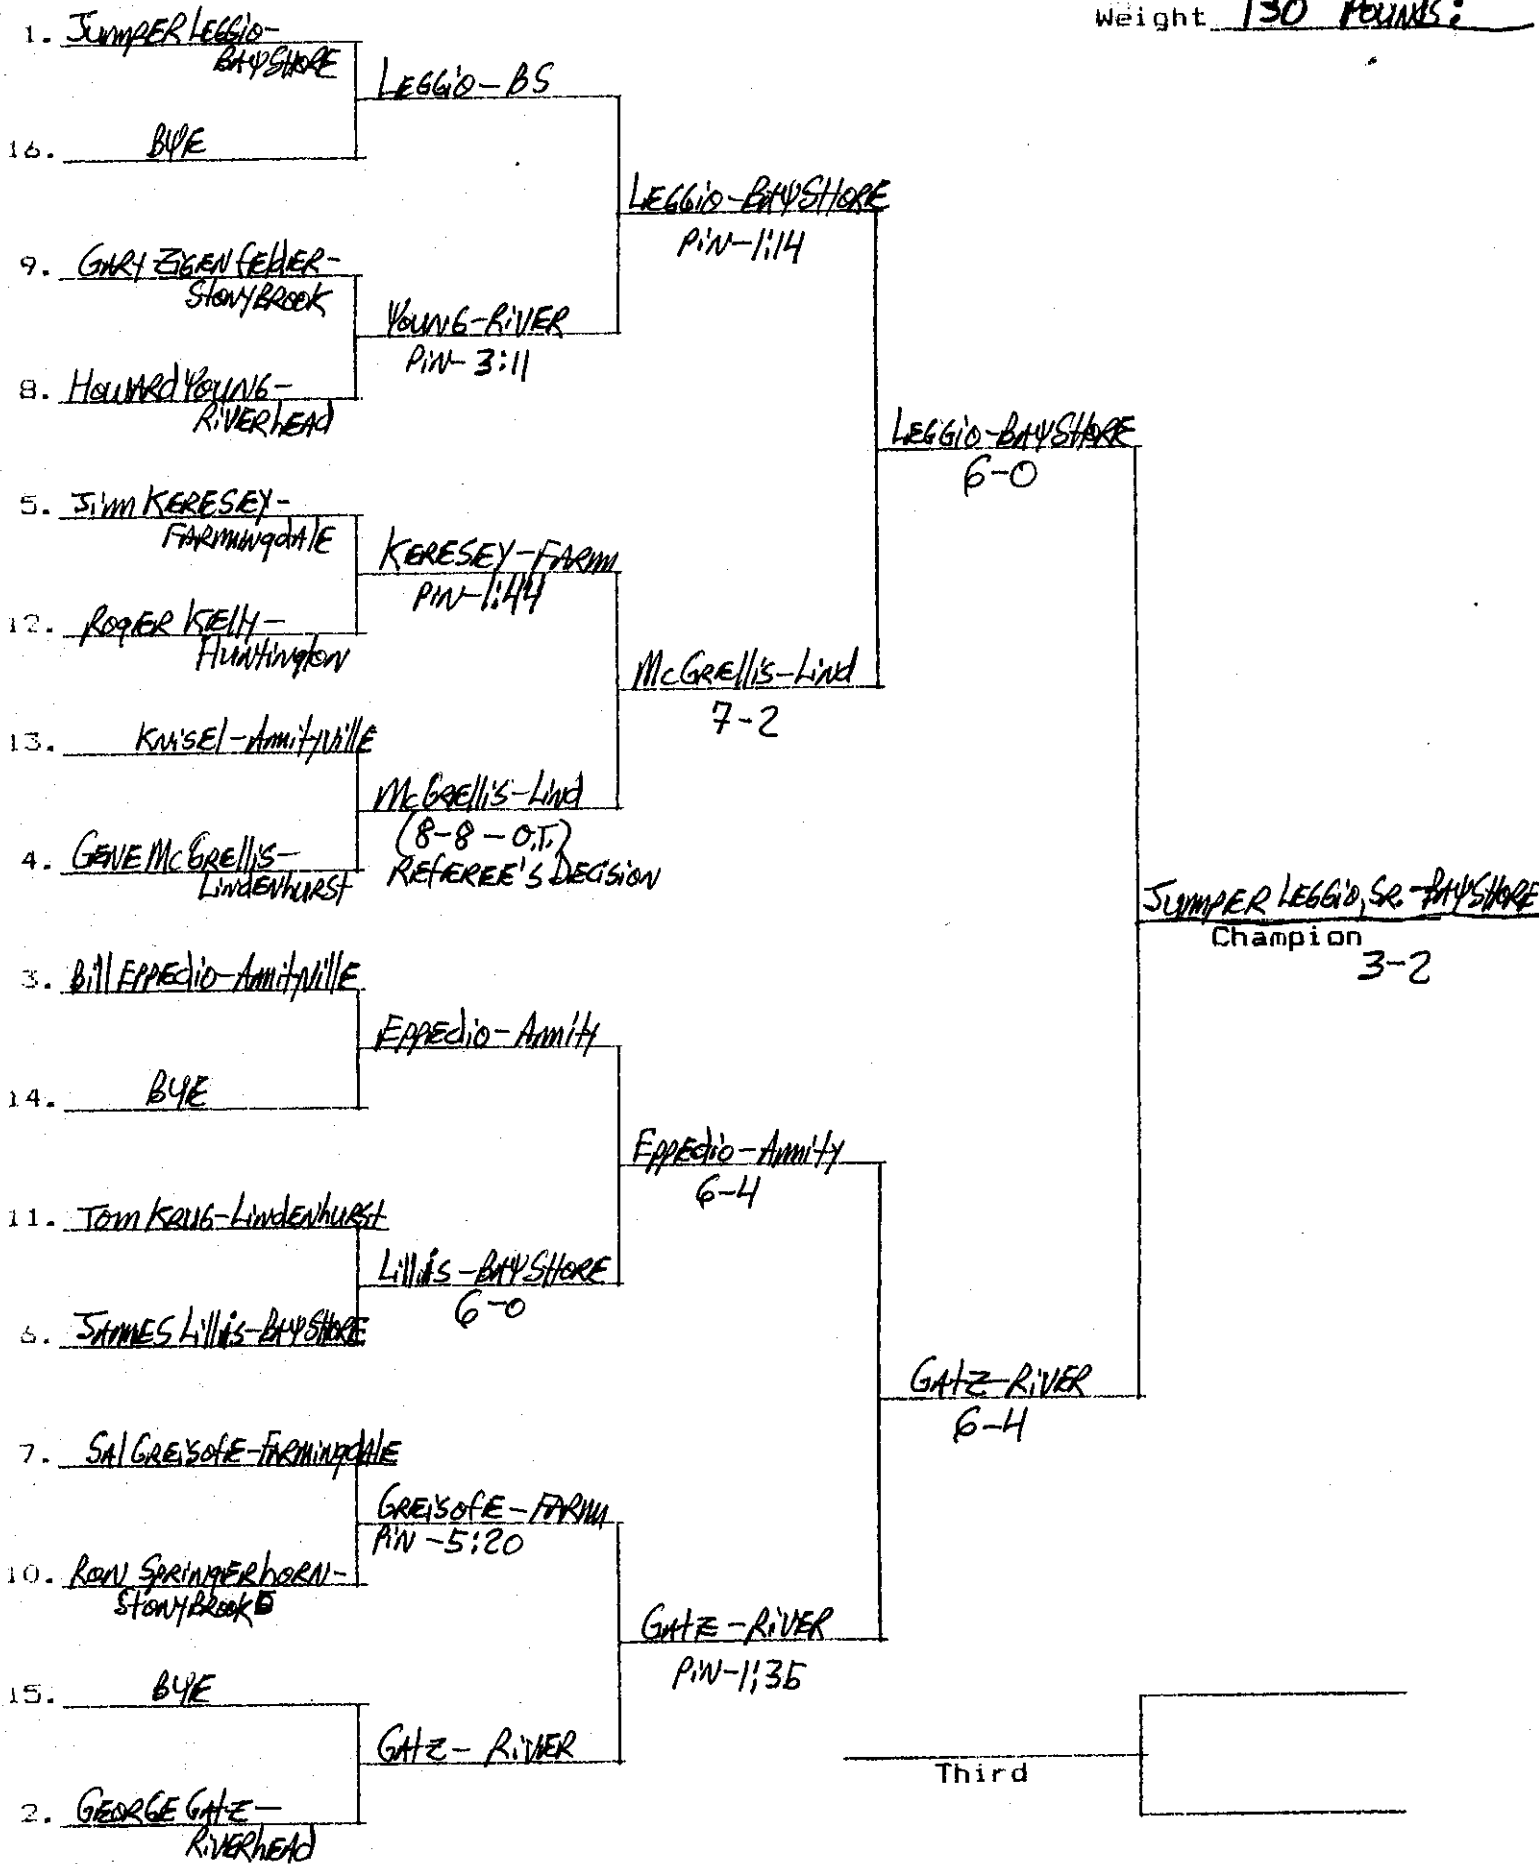 Weight 130 POUNDS:
1. JUMPER LEGGIO-
BAYSHORE
LEGGIO-BS
16. BYE
LEGGIO-BAYSHORE
PIN-1:14
9. GARY ZIGENFELDER-
STONYBROOK
YOUNG-RIVER
PIN-3:11
8. HOWARD YOUNG-
RIVERHEAD
LEGGIO-BAYSHORE
6-0
5. JIM KERESEY-
FARMINGDALE
KERESEY-FARM
PIN-1:44
12. ROGER KELLY-
HUNTINGTON
McGRELLIS-LIND
7-2
13. KNISEL-AMITYVILLE
McGRELLIS-LIND
(8-8-O.T.)
REFEREE'S DECISION
4. GENE McGRELLIS-
LINDENHURST
JUMPER LEGGIO, SR.-BAYSHORE
Champion
3-2
3. BILL EPPEDIO-AMITYVILLE
EPPEDIO-AMITY
14. BYE
EPPEDIO-AMITY
6-4
11. TOM KRUG-LINDENHURST
LILLIS-BAYSHORE
6-0
6. JAMES LILLIS-BAYSHORE
GATZ-RIVER
6-4
7. SAL GREISOFE-FARMINGDALE
GREISOFE-FARM
PIN-5:20
10. RON SPRINGERHORN-
STONYBROOK
GATZ-RIVER
PIN-1:35
15. BYE
GATZ-RIVER
Third
2. GEORGE GATZ-
RIVERHEAD